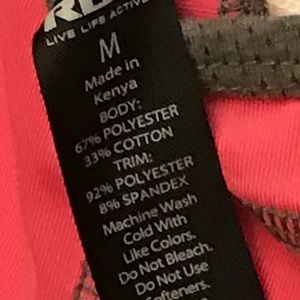 LIVE LIFE ACTIVE
M
Made in
Kenya
BODY:
67% POLYESTER
33% COTTON
TRIM:
92% POLYESTER
8% SPANDEX
Machine Wash
Cold With
Like Colors.
Do Not Bleach.
Do Not Use
Softeners.